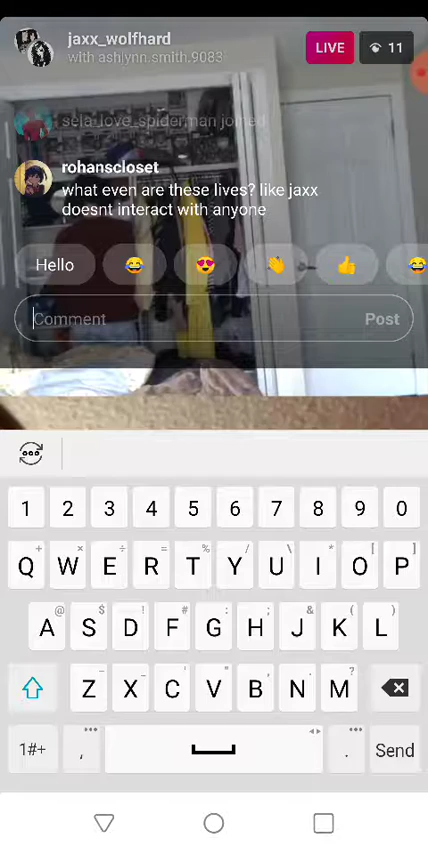 jaxx_wolfhard
LIVE
11
with ashlynn.smith.9083
sela_love_spiderman joined
rohanscloset
what even are these lives? like jaxx
doesnt interact with anyone
Hello
Comment
Post
1 2 3 4 5 6 7 8 9 0
Q W E R T Y U I O P
A S D F G H J K L
Z X C V B N M
1#+ , . Send